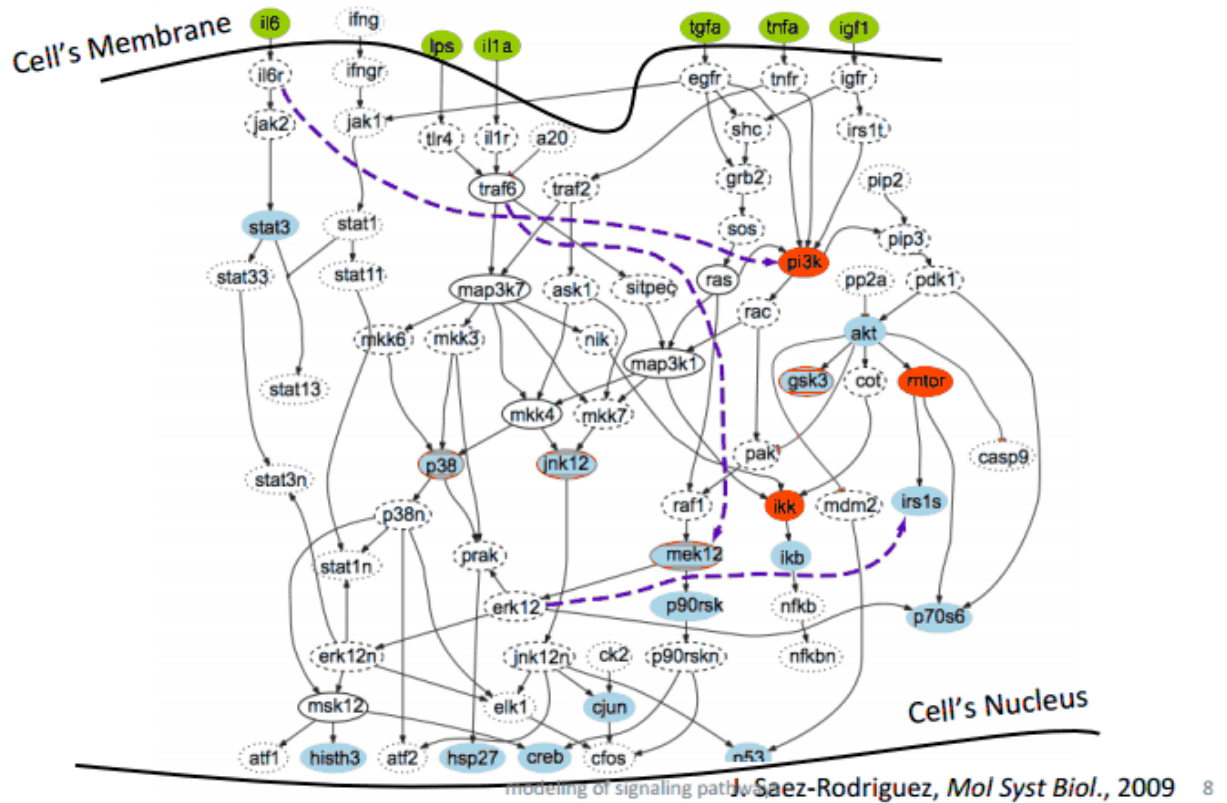 Cell's Membrane
il6 ifng lps il1a tgfa tnfa igf1
il6r ifngr egfr tnfr igfr
jak2 jak1 tlr4 il1r a20 shc irs1t
traf6 traf2 grb2 pip2
stat3 stat1 sos pip3
stat33 stat11 map3k7 ask1 sitpec ras pi3k pp2a pdk1
mkk6 mkk3 nik map3k1 rac akt
stat13 gsk3 cot mtor
mkk4 mkk7
p38 jnk12 pak casp9
stat3n p38n raf1 ikk mdm2 irs1s
stat1n prak mek12 ikb
erk12 p90rsk nfkb p70s6
erk12n jnk12n ck2 p90rskn nfkbn
msk12 elk1 cjun
Cell's Nucleus
atf1 histh3 atf2 hsp27 creb cfos p53
modeling of signaling pathways
J. Saez-Rodriguez, Mol Syst Biol., 2009 8